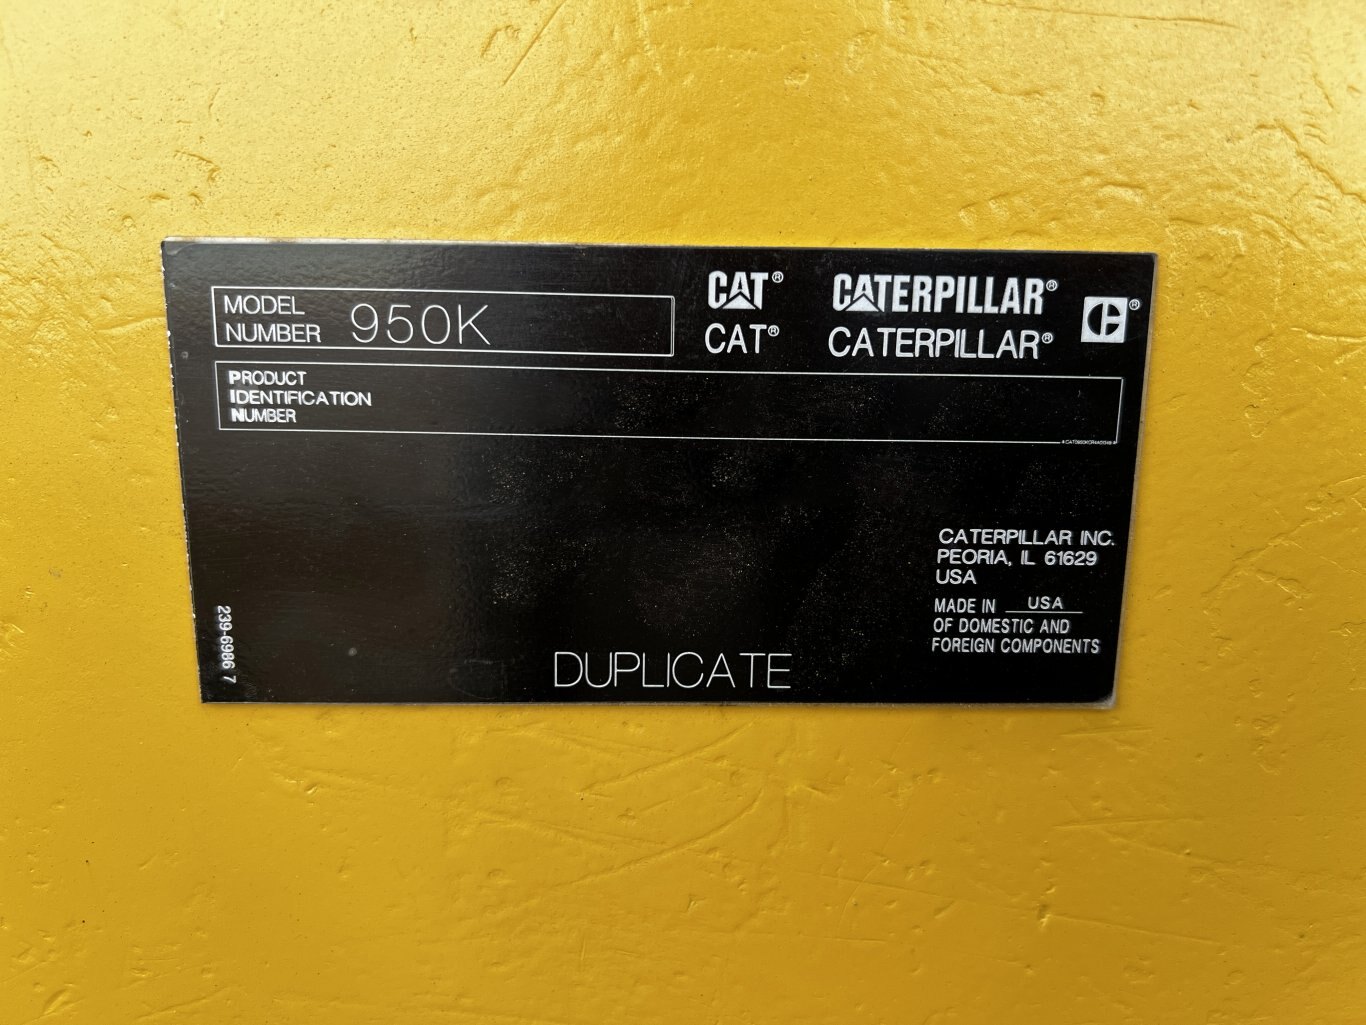 MODEL
NUMBER 950K
CAT® CATERPILLAR®
CAT® CATERPILLAR® ®
PRODUCT
IDENTIFICATION
NUMBER
CATERPILLAR INC.
PEORIA, IL 61629
USA
MADE IN USA
OF DOMESTIC AND
FOREIGN COMPONENTS
239-6986 7
DUPLICATE